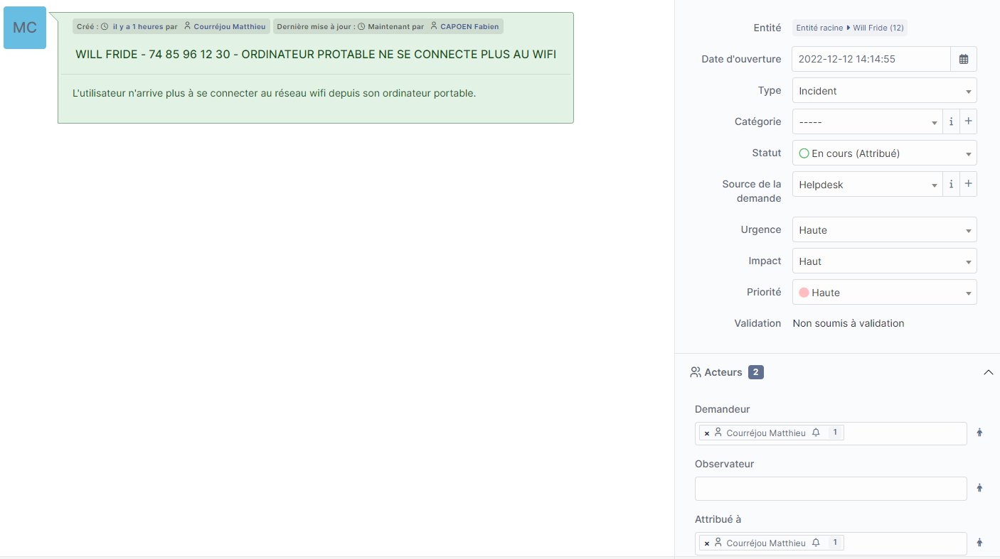 MC
Créé : il y a 1 heures par Courréjou Matthieu Dernière mise à jour : Maintenant par CAPOEN Fabien
WILL FRIDE - 74 85 96 12 30 - ORDINATEUR PROTABLE NE SE CONNECTE PLUS AU WIFI
L'utilisateur n'arrive plus à se connecter au réseau wifi depuis son ordinateur portable.
Entité Entité racine Will Fride (12)
Date d'ouverture 2022-12-12 14:14:55
Type Incident
Catégorie ----- i +
Statut En cours (Attribué)
Source de la
demande
Helpdesk i +
Urgence Haute
Impact Haut
Priorité Haute
Validation Non soumis à validation
Acteurs 2
Demandeur
× Courréjou Matthieu 1
Observateur
Attribué à
× Courréjou Matthieu 1